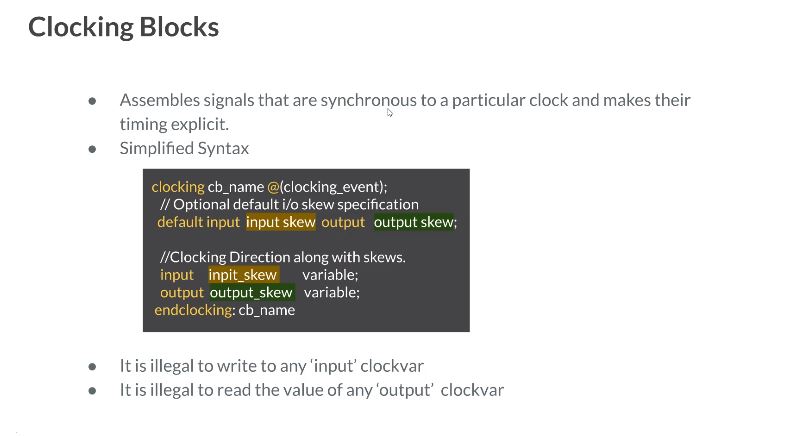 Clocking Blocks
● Assembles signals that are synchronous to a particular clock and makes their
timing explicit.
● Simplified Syntax
clocking cb_name @(clocking_event);
// Optional default i/o skew specification
default input input skew output output skew;
//Clocking Direction along with skews.
input inpit_skew variable;
output output_skew variable;
endclocking: cb_name
● It is illegal to write to any ‘input’ clockvar
● It is illegal to read the value of any ‘output’ clockvar